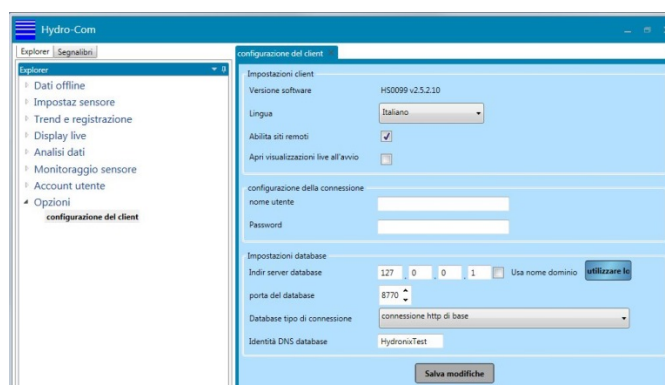 Hydro-Com
Explorer Segnalibri
Explorer
Dati offline
Impostaz sensore
Trend e registrazione
Display live
Analisi dati
Monitoraggio sensore
Account utente
Opzioni
configurazione del client
configurazione del client
Impostazioni client
Versione software HS0099 v2.5.2.10
Lingua Italiano
Abilita siti remoti
Apri visualizzazioni live all'avvio
configurazione della connessione
nome utente
Password
Impostazioni database
Indir server database 127 . 0 . 0 . 1 Usa nome dominio utilizzare lo
porta del database 8770
Database tipo di connessione connessione http di base
Identità DNS database HydronixTest
Salva modifiche